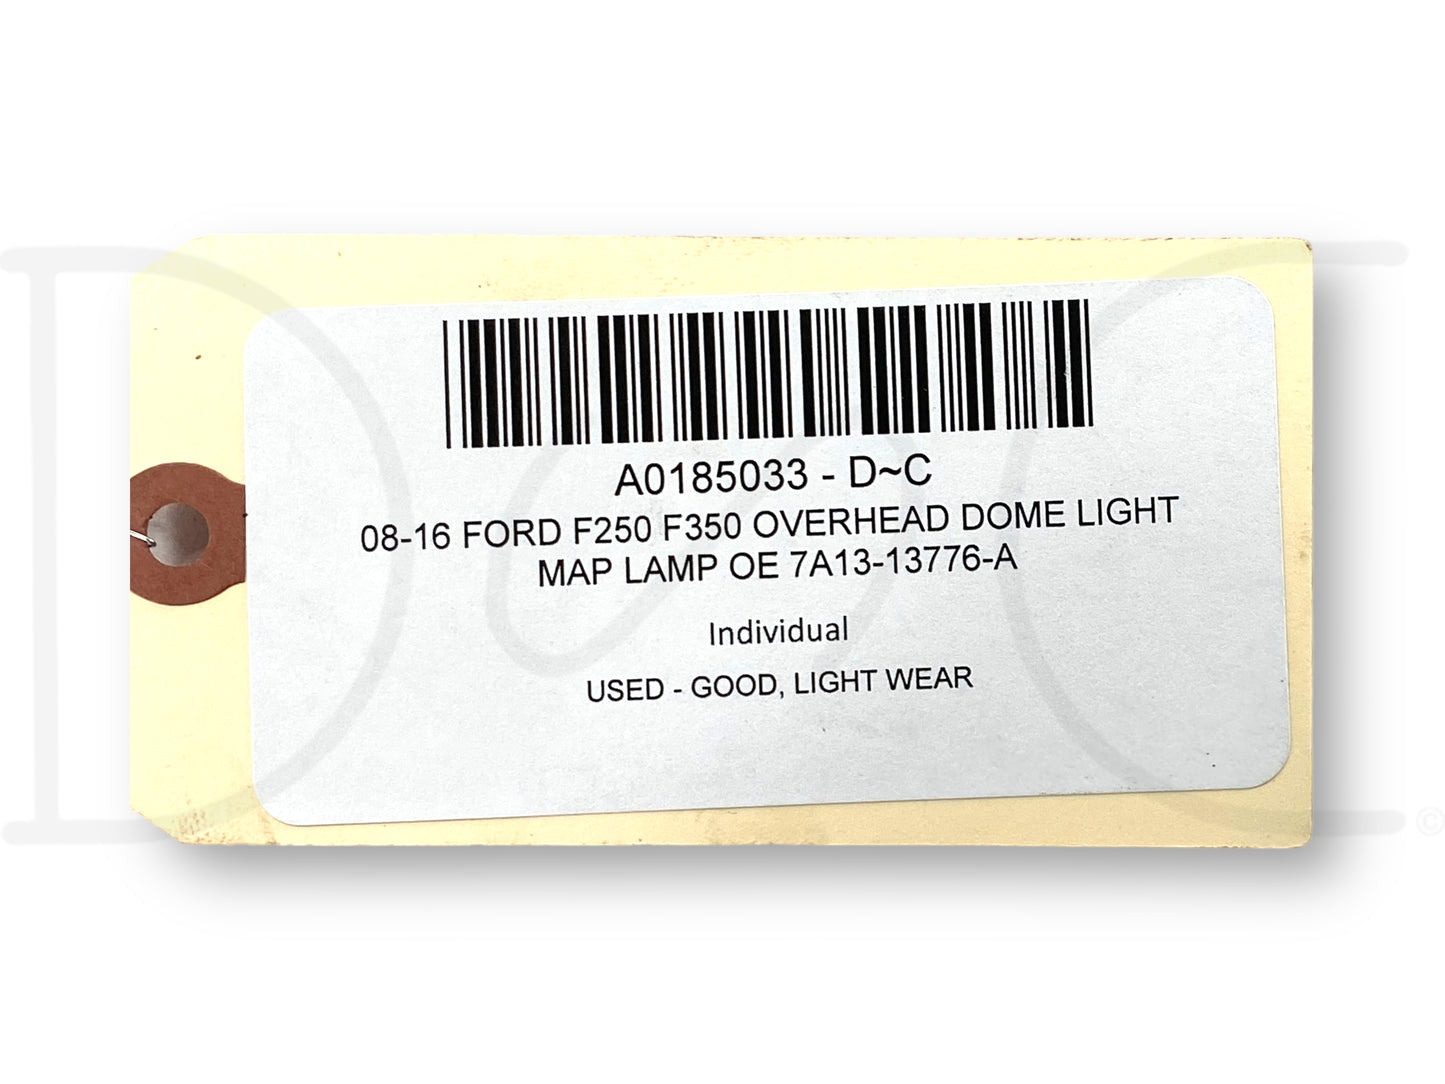 A0185033 - D~C
08-16 FORD F250 F350 OVERHEAD DOME LIGHT
MAP LAMP OE 7A13-13776-A
Individual
USED - GOOD, LIGHT WEAR
D~C ©